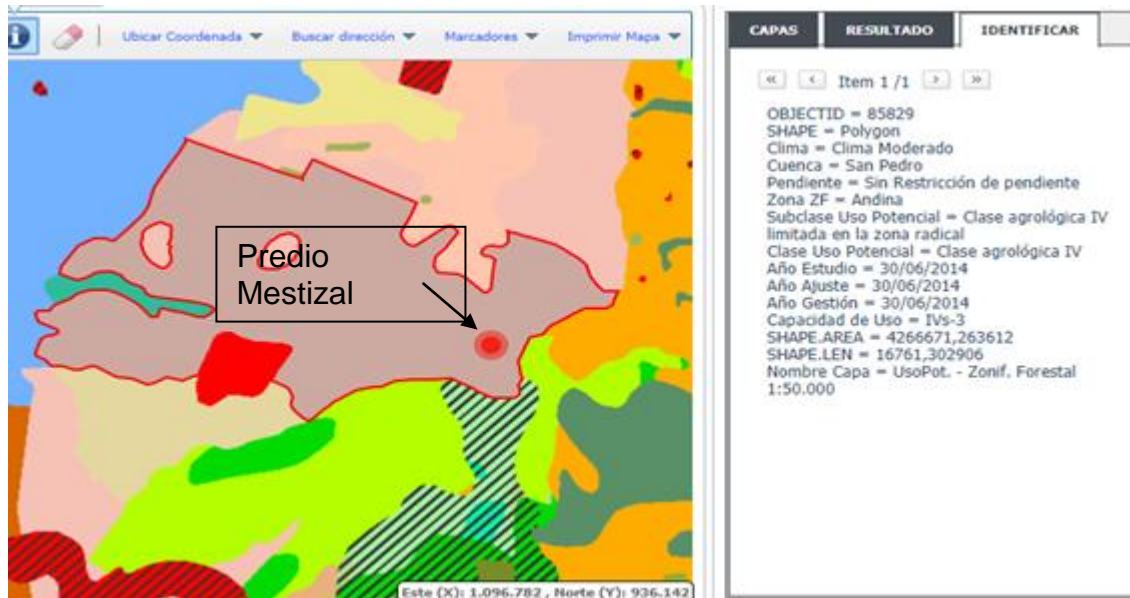 Ubicar Coordenada Buscar dirección Marcadores Imprimir Mapa
Predio
Mestizal
Este (X): 1.096.782 , Norte (Y): 936.142
CAPAS RESULTADO IDENTIFICAR
« < Item 1 /1 > »
OBJECTID = 85829
SHAPE = Polygon
Clima = Clima Moderado
Cuenca = San Pedro
Pendiente = Sin Restricción de pendiente
Zona ZF = Andina
Subclase Uso Potencial = Clase agrológica IV
limitada en la zona radical
Clase Uso Potencial = Clase agrológica IV
Año Estudio = 30/06/2014
Año Ajuste = 30/06/2014
Año Gestión = 30/06/2014
Capacidad de Uso = IVs-3
SHAPE.AREA = 4266671,263612
SHAPE.LEN = 16761,302906
Nombre Capa = UsoPot. - Zonif. Forestal
1:50.000